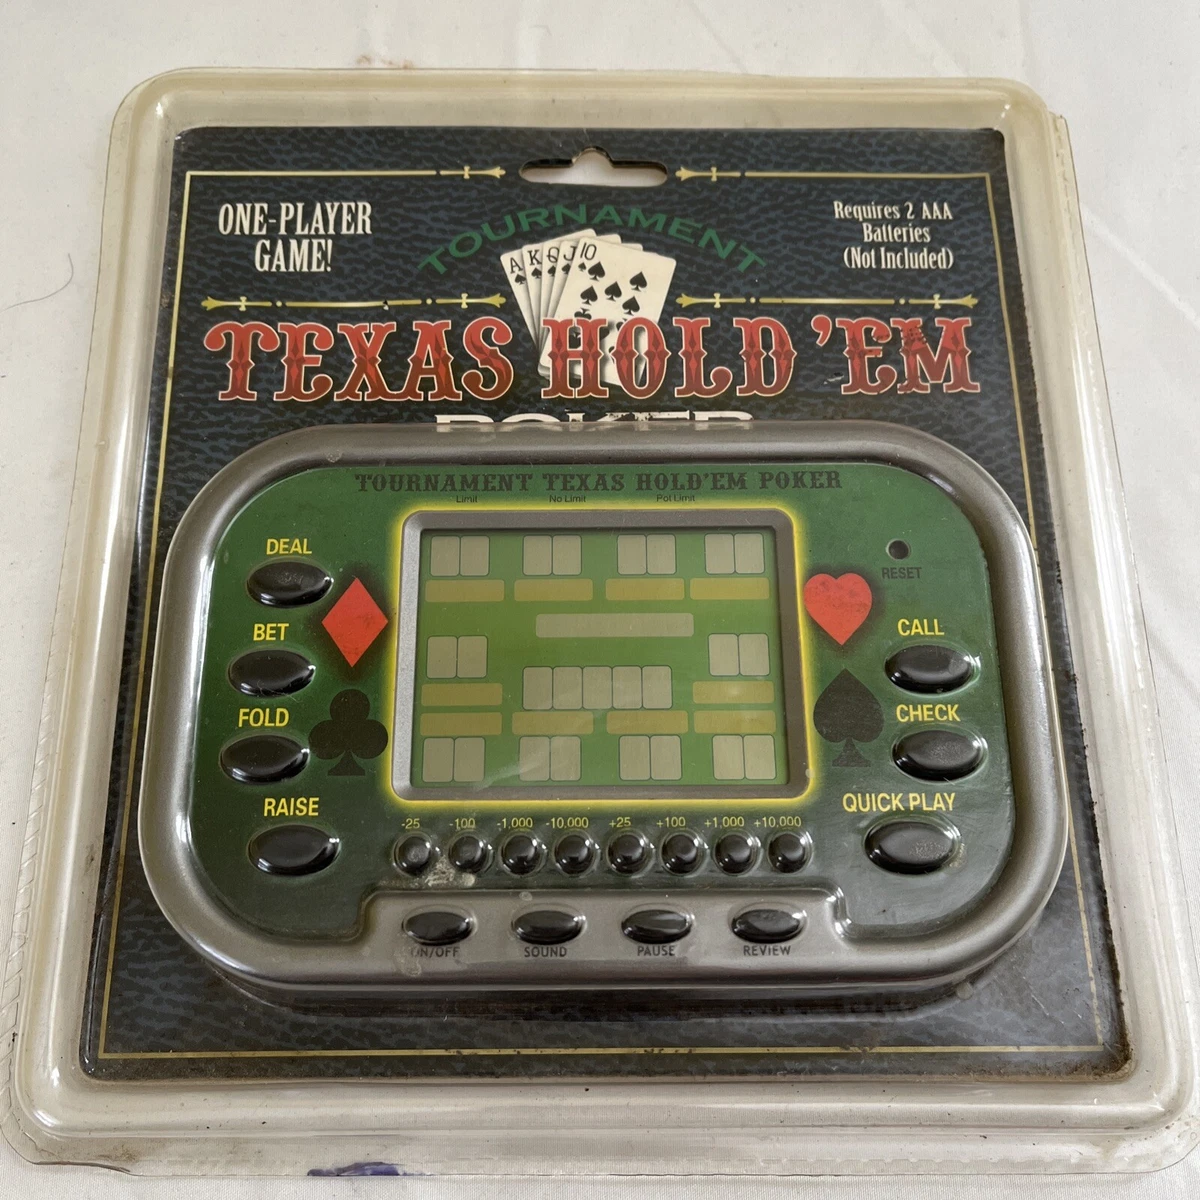 ONE-PLAYER
GAME!
TOURNAMENT
Requires 2 AAA
Batteries
(Not Included)
A K Q J 10
TEXAS HOLD 'EM
POKER
TOURNAMENT TEXAS HOLD'EM POKER
Limit No Limit Pot Limit
DEAL
BET
FOLD
RAISE
RESET
CALL
CHECK
QUICK PLAY
-25 -100 -1,000 -10,000 +25 +100 +1,000 +10,000
ON/OFF SOUND PAUSE REVIEW